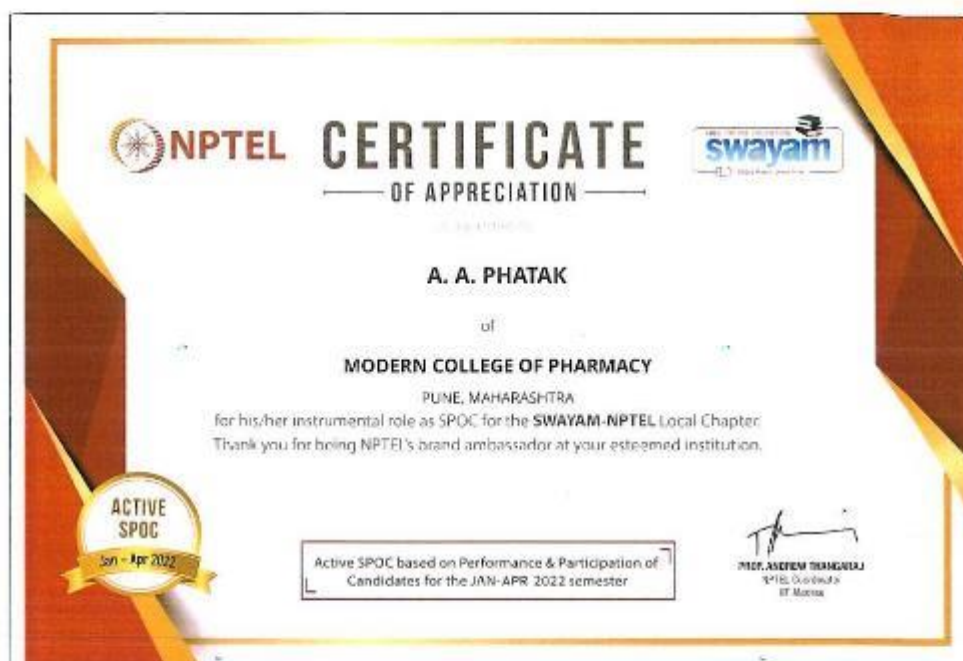 NPTEL
CERTIFICATE
OF APPRECIATION
swayam
A. A. PHATAK
of
MODERN COLLEGE OF PHARMACY
PUNE, MAHARASHTRA
for his/her instrumental role as SPOC for the SWAYAM-NPTEL Local Chapter.
Thank you for being NPTEL's brand ambassador at your esteemed institution.
ACTIVE
SPOC
Jan - Apr 2022
Active SPOC based on Performance & Participation of
Candidates for the JAN-APR 2022 semester
PROF. ANDREW THANGARAJ
NPTEL Coordinator
IIT Madras